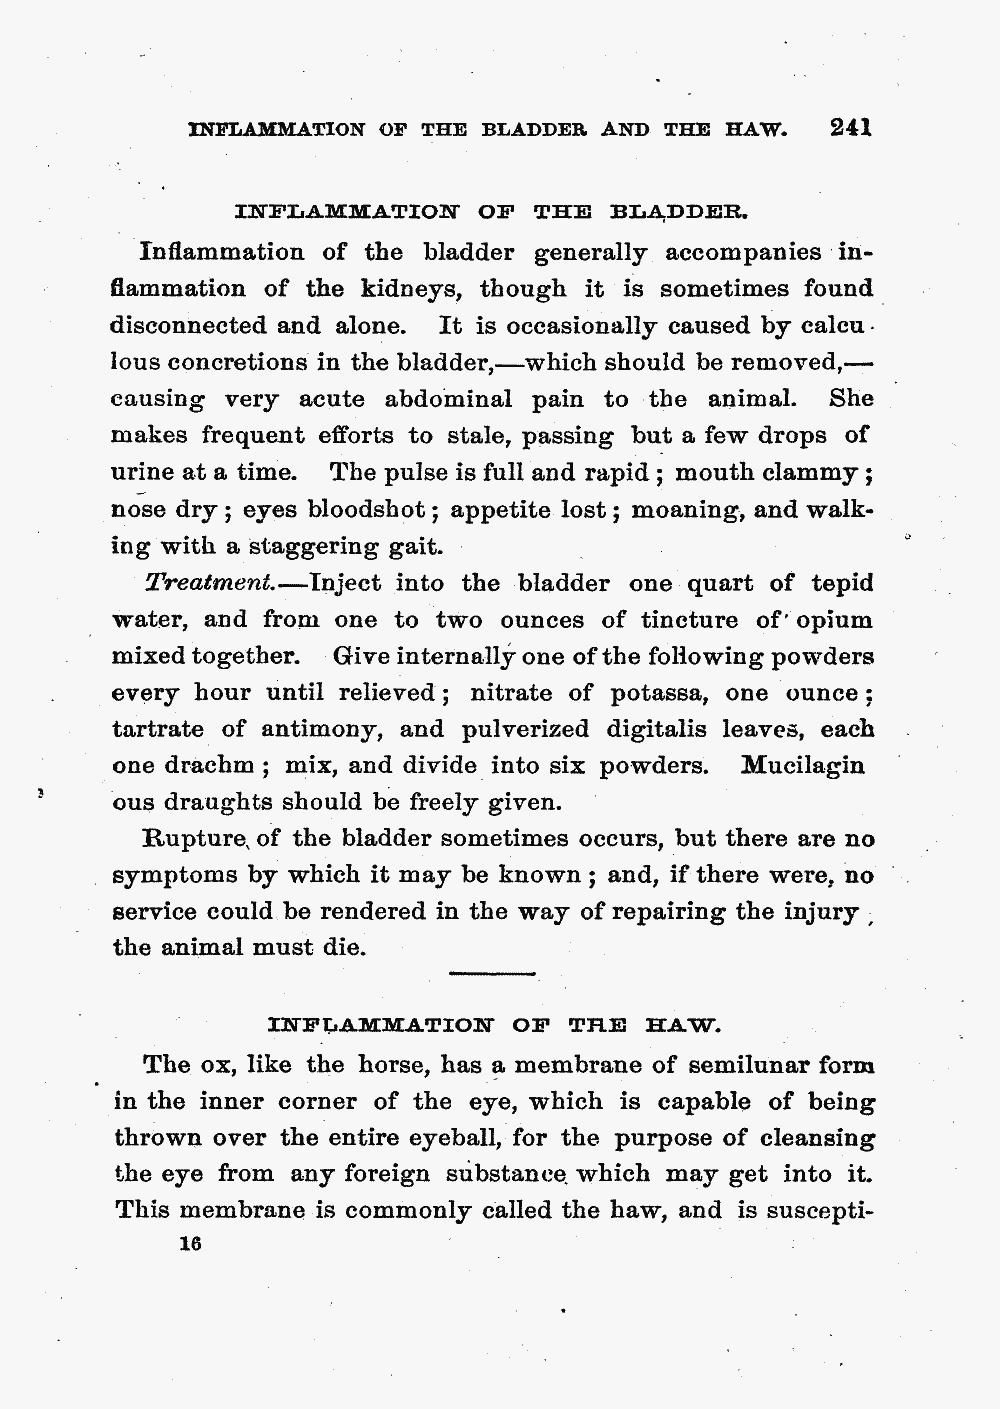 INFLAMMATION OF THE BLADDER AND THE HAW. 241
INFLAMMATION OF THE BLADDER.
Inflammation of the bladder generally accompanies in-
flammation of the kidneys, though it is sometimes found
disconnected and alone. It is occasionally caused by calcu-
lous concretions in the bladder,—which should be removed,—
causing very acute abdominal pain to the animal. She
makes frequent efforts to stale, passing but a few drops of
urine at a time. The pulse is full and rapid; mouth clammy;
nose dry; eyes bloodshot; appetite lost; moaning, and walk-
ing with a staggering gait.
Treatment.—Inject into the bladder one quart of tepid
water, and from one to two ounces of tincture of opium
mixed together. Give internally one of the following powders
every hour until relieved; nitrate of potassa, one ounce;
tartrate of antimony, and pulverized digitalis leaves, each
one drachm; mix, and divide into six powders. Mucilagin
ous draughts should be freely given.
Rupture of the bladder sometimes occurs, but there are no
symptoms by which it may be known; and, if there were, no
service could be rendered in the way of repairing the injury,
the animal must die.
INFLAMMATION OF THE HAW.
The ox, like the horse, has a membrane of semilunar form
in the inner corner of the eye, which is capable of being
thrown over the entire eyeball, for the purpose of cleansing
the eye from any foreign substance which may get into it.
This membrane is commonly called the haw, and is suscepti-
16